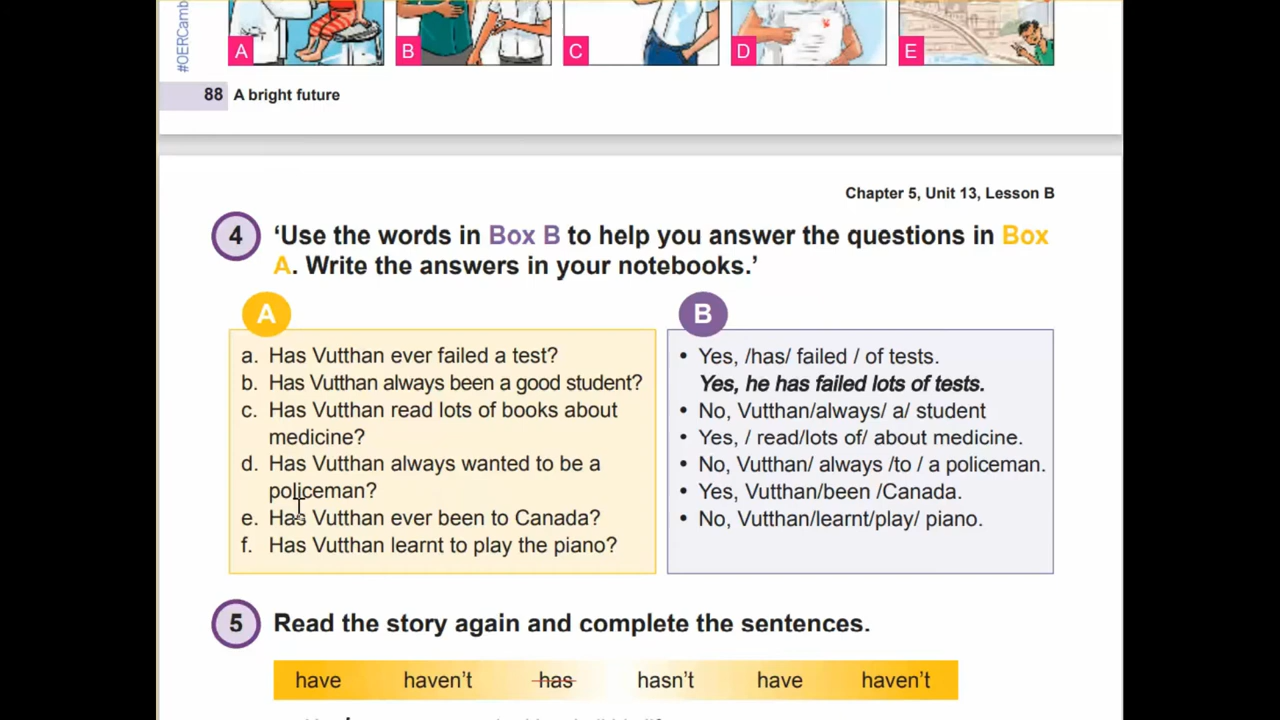 #OERCamb
A
B
C
D
E
88 A bright future
Chapter 5, Unit 13, Lesson B
4 ‘Use the words in Box B to help you answer the questions in Box
A. Write the answers in your notebooks.’
A
a. Has Vutthan ever failed a test?
b. Has Vutthan always been a good student?
c. Has Vutthan read lots of books about
medicine?
d. Has Vutthan always wanted to be a
policeman?
e. Has Vutthan ever been to Canada?
f. Has Vutthan learnt to play the piano?
B
• Yes, /has/ failed / of tests.
Yes, he has failed lots of tests.
• No, Vutthan/always/ a/ student
• Yes, / read/lots of/ about medicine.
• No, Vutthan/ always /to / a policeman.
• Yes, Vutthan/been /Canada.
• No, Vutthan/learnt/play/ piano.
5 Read the story again and complete the sentences.
have haven’t has hasn’t have haven’t